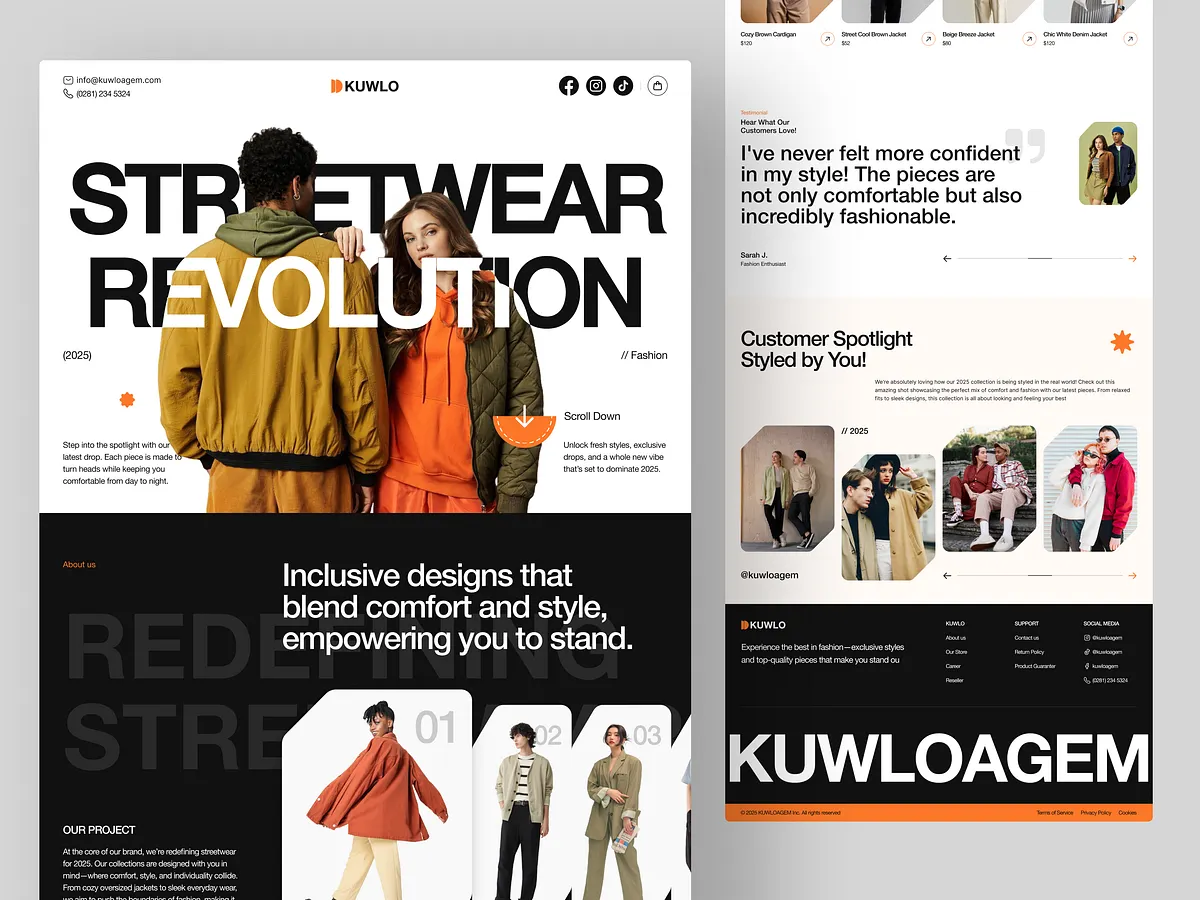 info@kuwloagem.com
(0281) 234 5324
KUWLO
STREETWEAR
REVOLUTION
(2025)
// Fashion
Scroll Down
Step into the spotlight with our
latest drop. Each piece is made to
turn heads while keeping you
comfortable from day to night.
Unlock fresh styles, exclusive
drops, and a whole new vibe
that's set to dominate 2025.
About us
Inclusive designs that
blend comfort and style,
empowering you to stand.
REDEFINING
01
02
03
OUR PROJECT
At the core of our brand, we're redefining streetwear
for 2025. Our collections are designed with you in
mind—where comfort, style, and individuality collide.
From cozy oversized jackets to sleek everyday wear,
we aim to push the boundaries of fashion, making it
Cozy Brown Cardigan
$120
Street Cool Brown Jacket
$52
Beige Breeze Jacket
$80
Chic White Denim Jacket
$120
Testimonial
Hear What Our
Customers Love!
I've never felt more confident
in my style! The pieces are
not only comfortable but also
incredibly fashionable.
Sarah J.
Fashion Enthusiast
Customer Spotlight
Styled by You!
We're absolutely loving how our 2025 collection is being styled in the real world! Check out this
amazing shot showcasing the perfect mix of comfort and fashion with our latest pieces. From relaxed
fits to sleek designs, this collection is all about looking and feeling your best
// 2025
@kuwloagem
KUWLO
Experience the best in fashion—exclusive styles
and top-quality pieces that make you stand ou
KUWLO
About us
Our Store
Career
Reseller
SUPPORT
Contact us
Return Policy
Product Guaranter
SOCIAL MEDIA
@kuwloagem
@kuwloagem
kuwloagem
(0281) 234 5324
KUWLOAGEM
© 2025 KUWLOAGEM Inc. All rights reserved
Terms of Service
Privacy Policy
Cookies